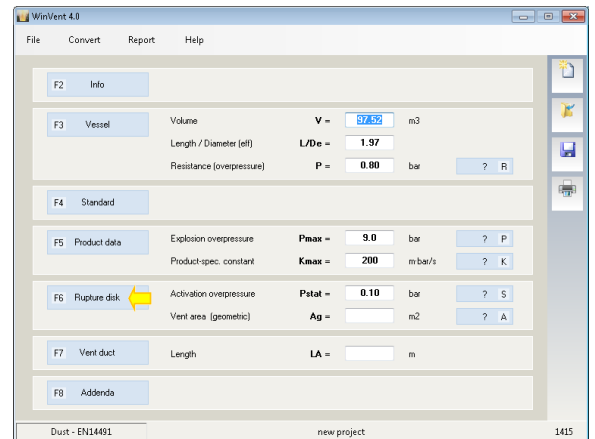 WinVent 4.0
File Convert Report Help
F2 Info
F3 Vessel Volume V = 97.52 m3
Length / Diameter (eff) L/De = 1.97
Resistance (overpressure) P = 0.80 bar ? R
F4 Standard
F5 Product data Explosion overpressure Pmax = 9.0 bar ? P
Product-spec. constant Kmax = 200 m·bar/s ? K
F6 Rupture disk Activation overpressure Pstat = 0.10 bar ? S
Vent area (geometric) Ag = m2 ? A
F7 Vent duct Length LA = m
F8 Addenda
Dust - EN14491 new project 1415